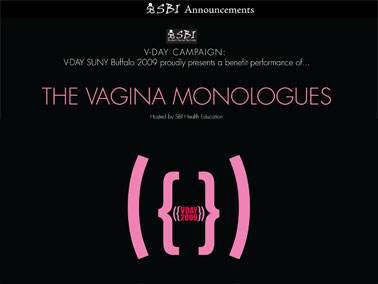 SBI Announcements
SBI
V-DAY CAMPAIGN:
V-DAY SUNY Buffalo 2009 proudly presents a benefit performance of...
THE VAGINA MONOLOGUES
Hosted by SBI Health Education
({((VDAY
2009))})